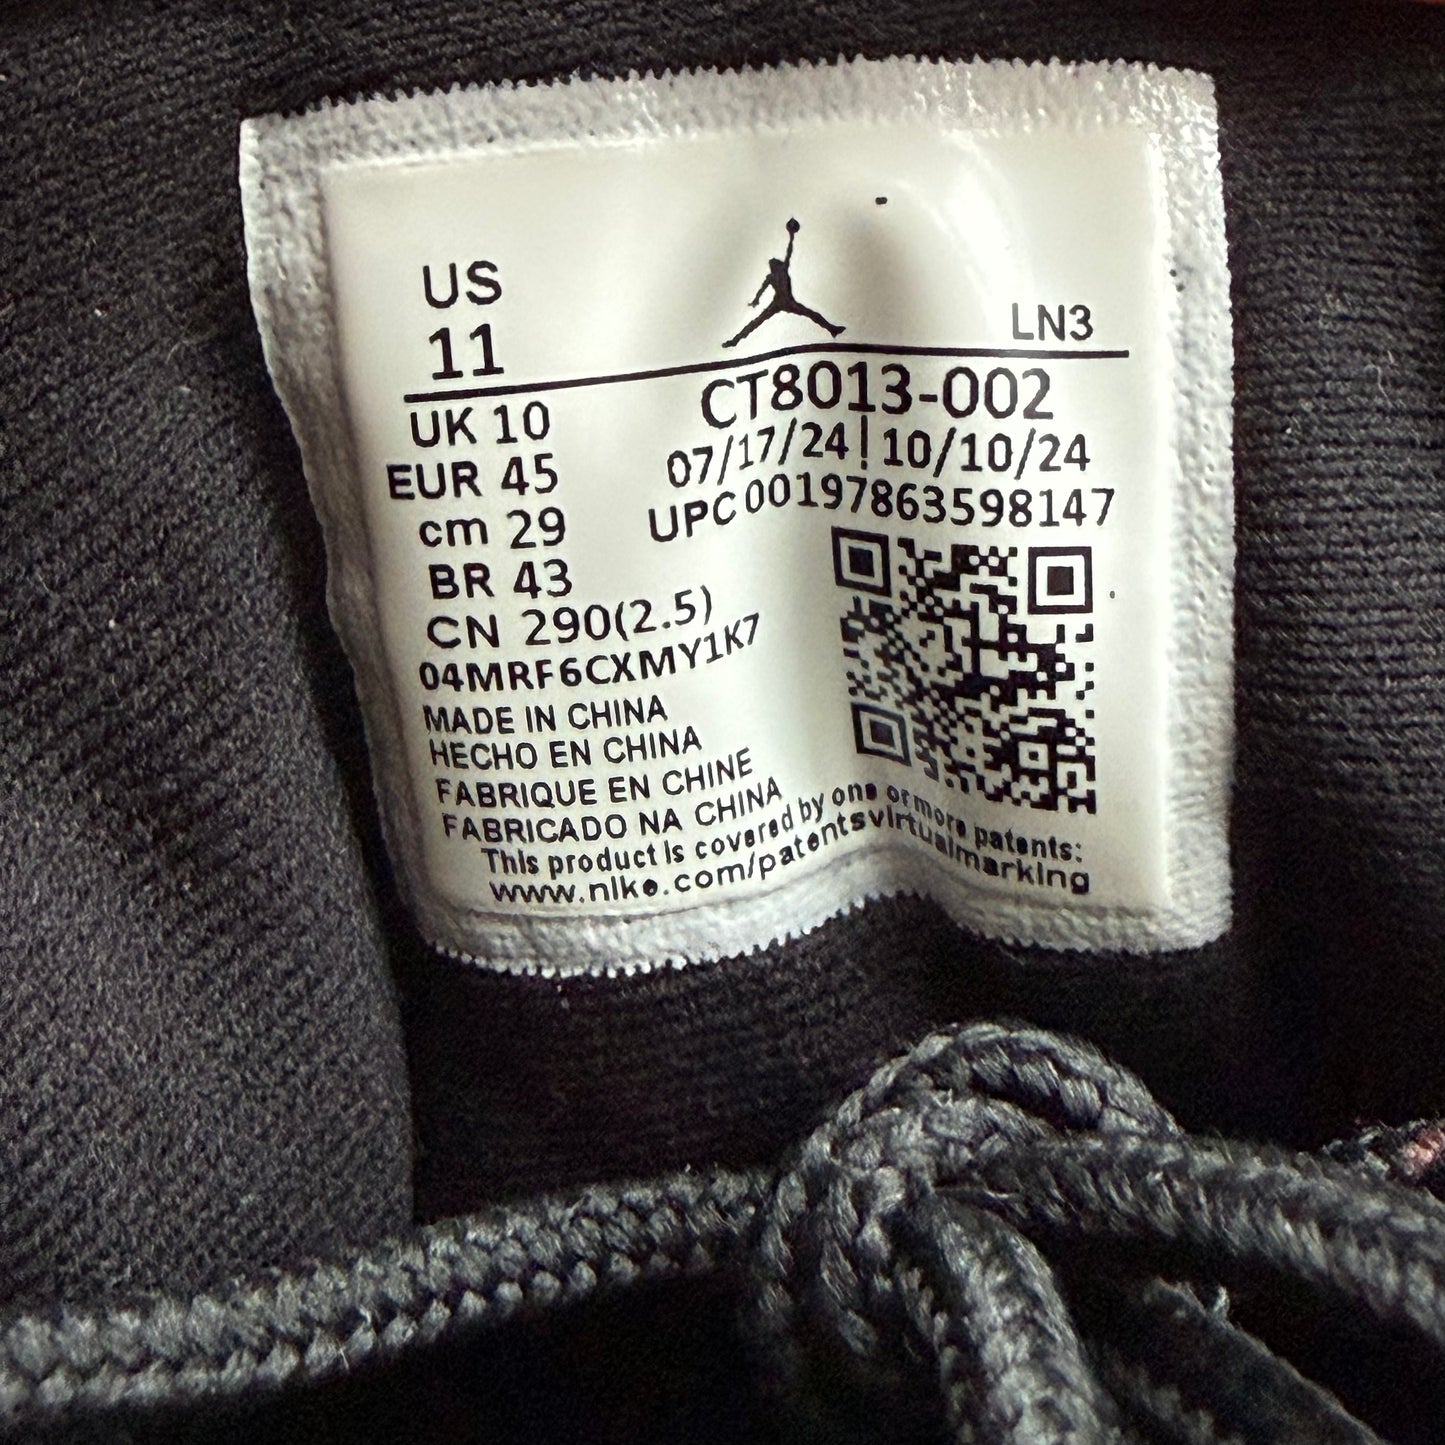 US
11
LN3
UK 10
CT8013-002
EUR 45
07/17/24|10/10/24
cm 29
UPC001978635​98147
BR 43
CN 290(2.5)
04MRF6CXMY1K7
MADE IN CHINA
HECHO EN CHINA
FABRIQUE EN CHINE
FABRICADO NA CHINA
This product is covered by one or more patents:
www.nike.com/patentsvirtualmarking